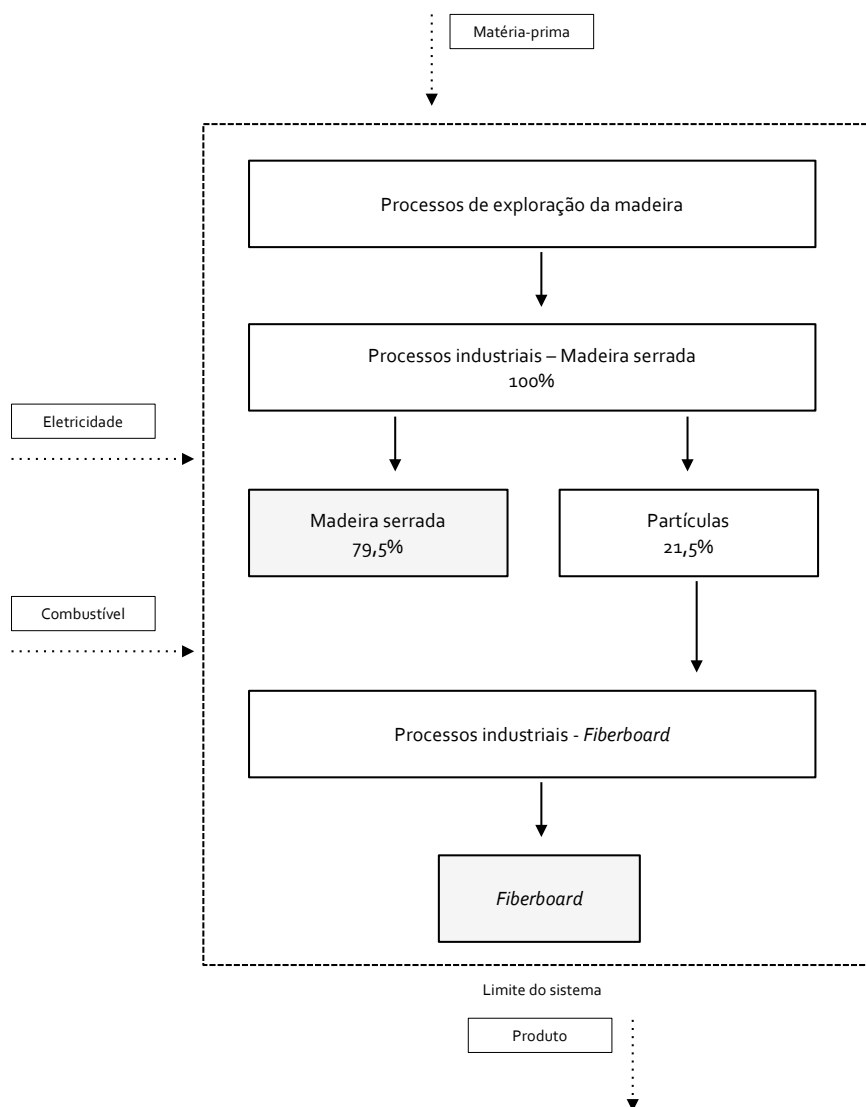 Matéria-prima
Processos de exploração da madeira
Processos industriais – Madeira serrada
100%
Eletricidade
Madeira serrada
79,5%
Partículas
21,5%
Combustível
Processos industriais - Fiberboard
Fiberboard
Limite do sistema
Produto